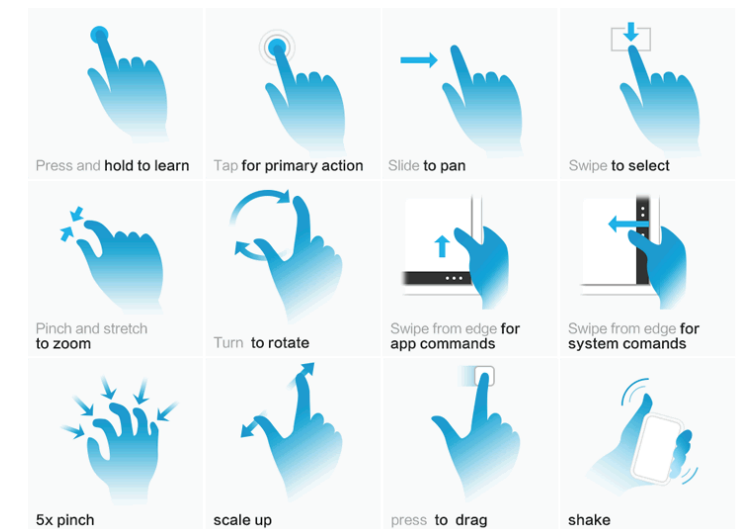 Press and hold to learn
Tap for primary action
Slide to pan
Swipe to select
Pinch and stretch
to zoom
Turn to rotate
Swipe from edge for
app commands
Swipe from edge for
system comands
5x pinch
scale up
press to drag
shake